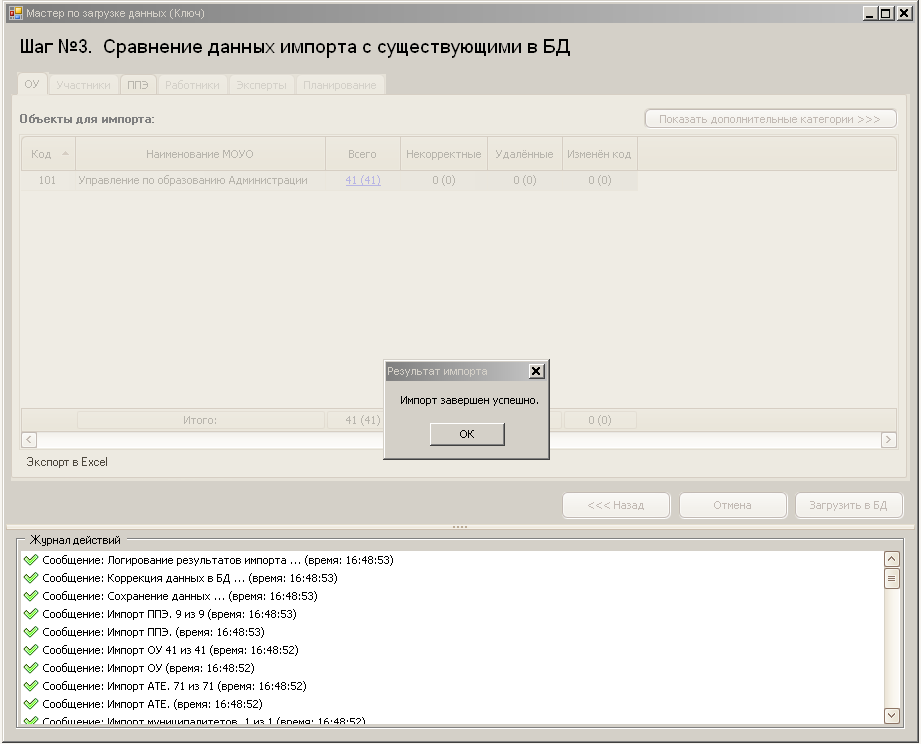 Мастер по загрузке данных (Ключ)
Шаг №3. Сравнение данных импорта с существующими в БД
ОУ Участники ППЭ Работники Эксперты Планирование
Объекты для импорта:
Показать дополнительные категории >>>
Код Наименование МОУО Всего Некорректные Удалённые Изменён код
101 Управление по образованию Администрации 41 (41) 0 (0) 0 (0) 0 (0)
Результат импорта
Импорт завершен успешно.
OK
Итого: 41 (41) 0 (0)
Экспорт в Excel
<<< Назад Отмена Загрузить в БД
Журнал действий
Сообщение: Логирование результатов импорта ... (время: 16:48:53)
Сообщение: Коррекция данных в БД ... (время: 16:48:53)
Сообщение: Сохранение данных ... (время: 16:48:53)
Сообщение: Импорт ППЭ. 9 из 9 (время: 16:48:53)
Сообщение: Импорт ППЭ. (время: 16:48:53)
Сообщение: Импорт ОУ 41 из 41 (время: 16:48:52)
Сообщение: Импорт ОУ (время: 16:48:52)
Сообщение: Импорт АТЕ. 71 из 71 (время: 16:48:52)
Сообщение: Импорт АТЕ. (время: 16:48:52)
Сообщение: Импорт муниципалитетов. 1 из 1 (время: 16:48:52)